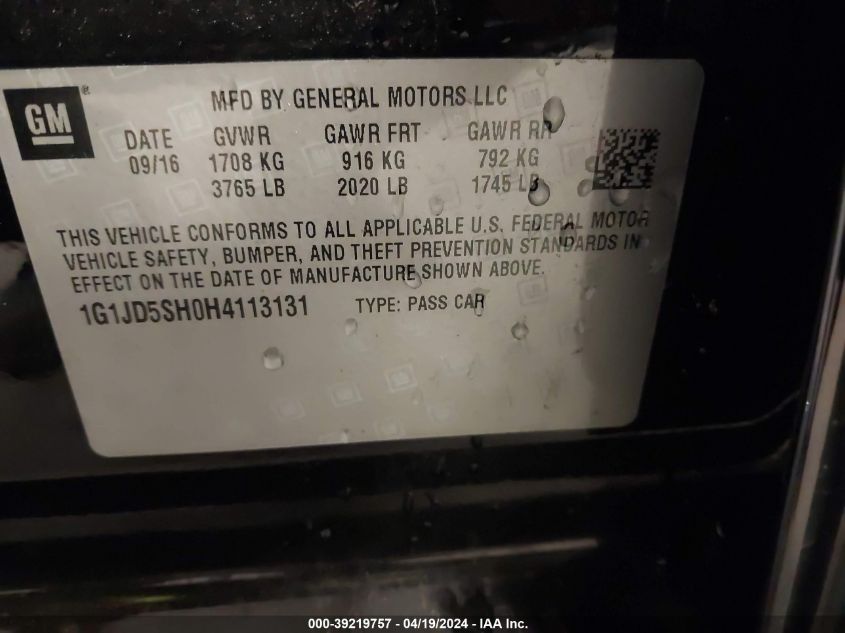 GM®
MFD BY GENERAL MOTORS LLC
DATE GVWR GAWR FRT GAWR RR
09/16 1708 KG 916 KG 792 KG
3765 LB 2020 LB 1745 LB
THIS VEHICLE CONFORMS TO ALL APPLICABLE U.S. FEDERAL MOTOR
VEHICLE SAFETY, BUMPER, AND THEFT PREVENTION STANDARDS IN
EFFECT ON THE DATE OF MANUFACTURE SHOWN ABOVE.
1G1JD5SH0H4113131 TYPE: PASS CAR
000-39219757 - 04/19/2024 - IAA Inc.